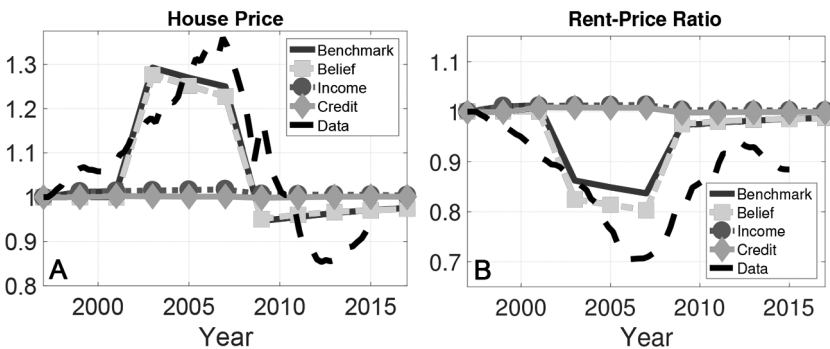 House Price
1.3
1.2
1.1
1
0.9
0.8
Benchmark
Belief
Income
Credit
Data
A
2000 2005 2010 2015
Year
Rent-Price Ratio
1.1
1
0.9
0.8
0.7
Benchmark
Belief
Income
Credit
Data
B
2000 2005 2010 2015
Year